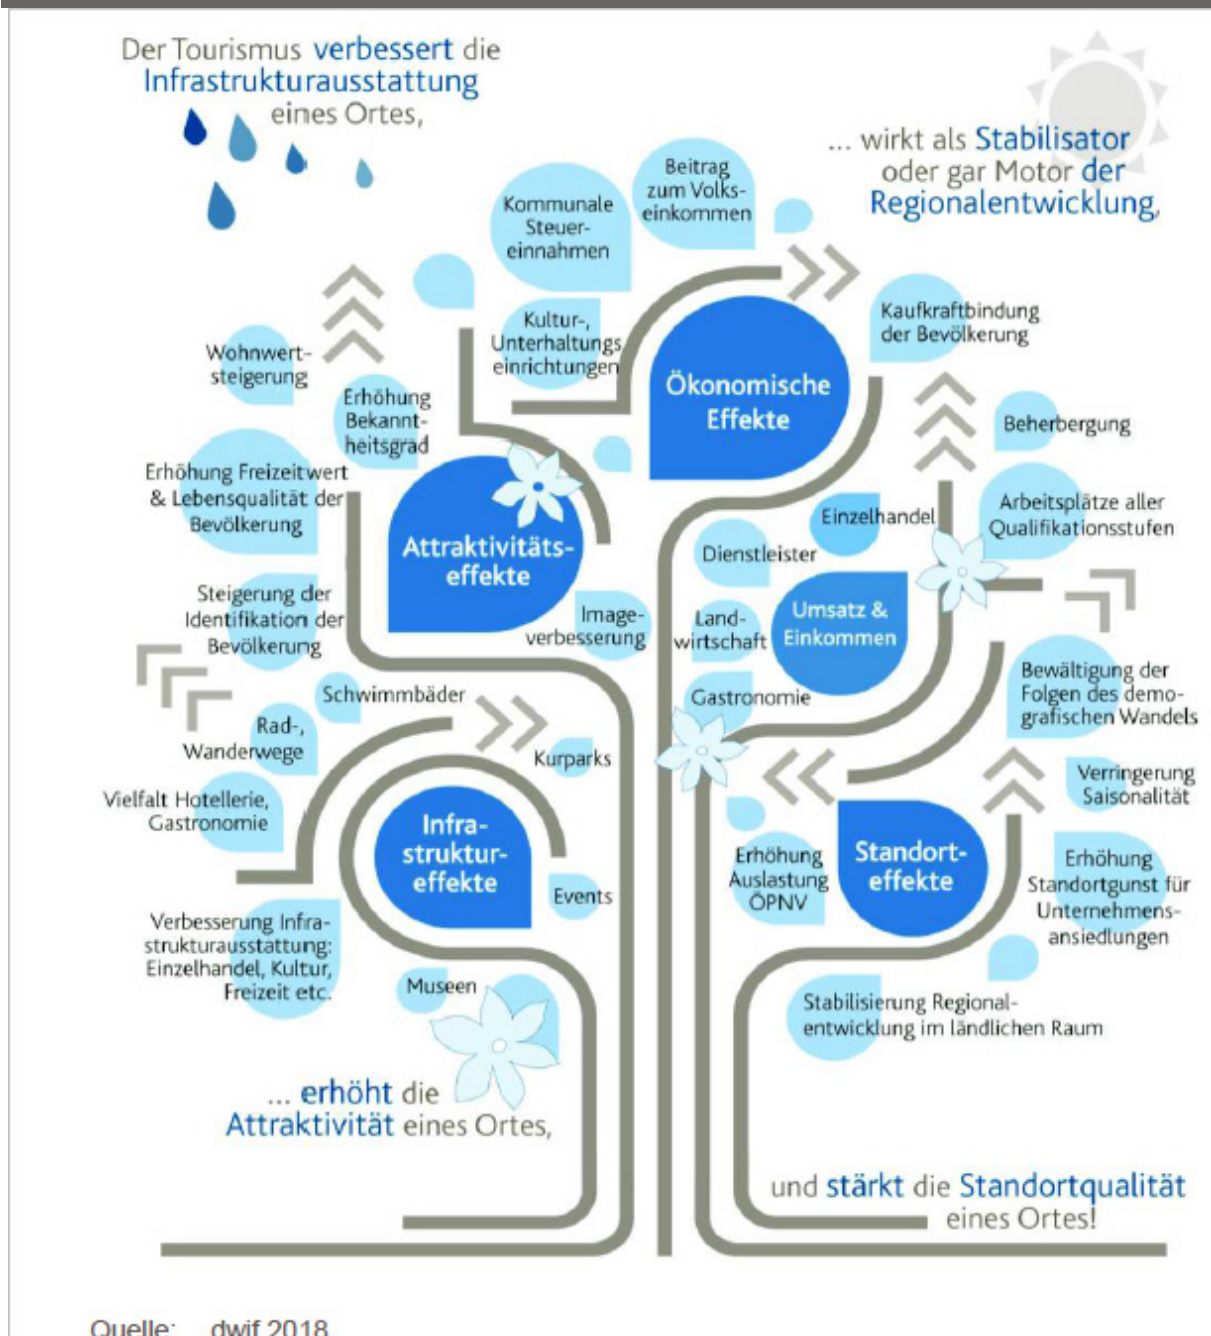 Der Tourismus verbessert die
Infrastrukturausstattung
eines Ortes,
... wirkt als Stabilisator
oder gar Motor der
Regionalentwicklung,
Beitrag
zum Volks-
einkommen
Kommunale
Steuer-
einnahmen
Kultur-,
Unterhaltungs
einrichtungen
Kaufkraftbindung
der Bevölkerung
Ökonomische
Effekte
Wohnwert-
steigerung
Erhöhung
Bekannt-
heitsgrad
Erhöhung Freizeitwert
& Lebensqualität der
Bevölkerung
Attraktivitäts-
effekte
Steigerung der
Identifikation der
Bevölkerung
Image-
verbesserung
Beherbergung
Arbeitsplätze aller
Qualifikationsstufen
Einzelhandel
Dienstleister
Umsatz &
Einkommen
Land-
wirtschaft
Gastronomie
Bewältigung der
Folgen des demo-
grafischen Wandels
Schwimmbäder
Rad-,
Wanderwege
Kurparks
Vielfalt Hotellerie,
Gastronomie
Infra-
struktur-
effekte
Events
Verbesserung Infra-
strukturausstattung:
Einzelhandel, Kultur,
Freizeit etc.
Museen
Verringerung
Saisonalität
Erhöhung
Auslastung
ÖPNV
Standort-
effekte
Erhöhung
Standortgunst für
Unternehmens-
ansiedlungen
Stabilisierung Regional-
entwicklung im ländlichen Raum
... erhöht die
Attraktivität eines Ortes,
und stärkt die Standortqualität
eines Ortes!
Quelle: dwif 2018